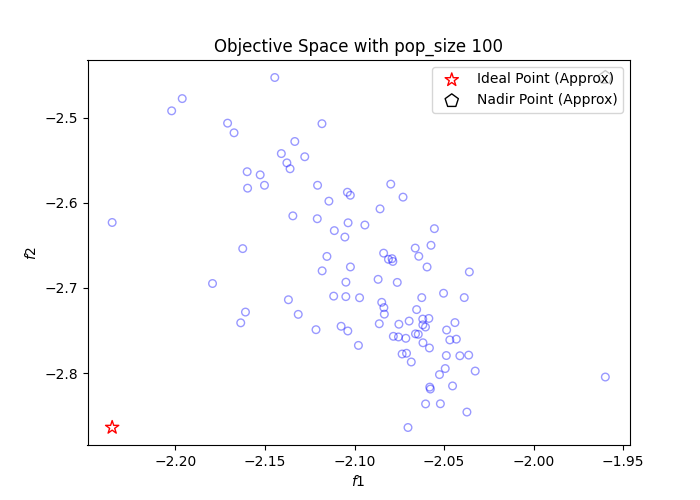 Objective Space with pop_size 100
Ideal Point (Approx)
Nadir Point (Approx)
−2.5
−2.6
−2.7
−2.8
f2
−2.20
−2.15
−2.10
−2.05
−2.00
−1.95
f1